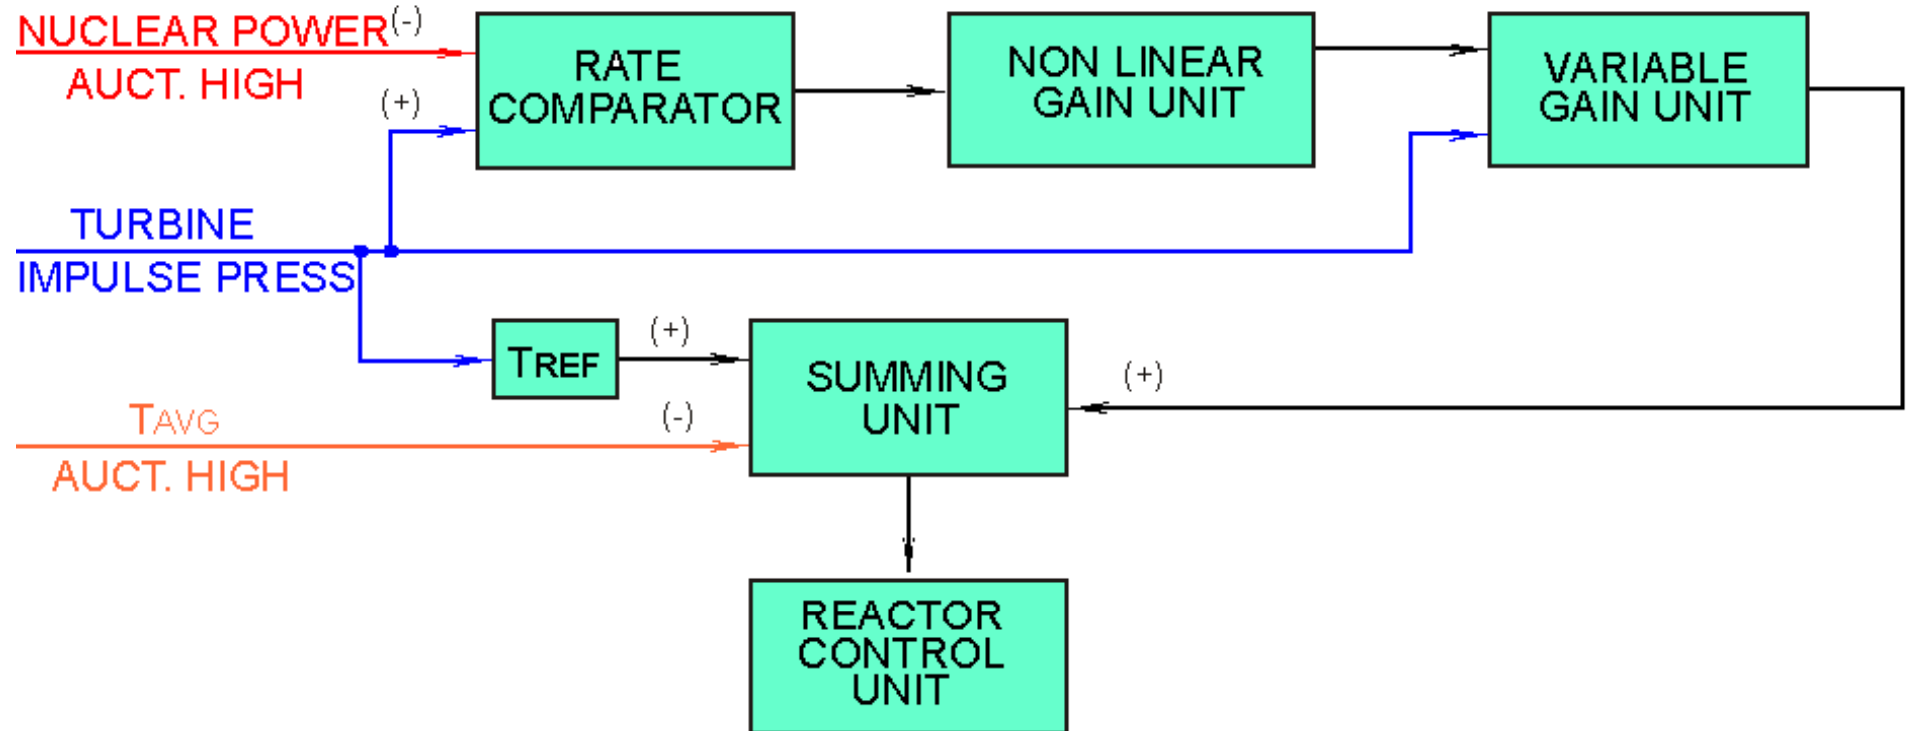 NUCLEAR POWER
(-)
AUCT. HIGH
(+)
RATE
COMPARATOR
NON LINEAR
GAIN UNIT
VARIABLE
GAIN UNIT
TURBINE
IMPULSE PRESS
TREF
(+)
SUMMING
UNIT
(+)
TAVG
(-)
AUCT. HIGH
REACTOR
CONTROL
UNIT